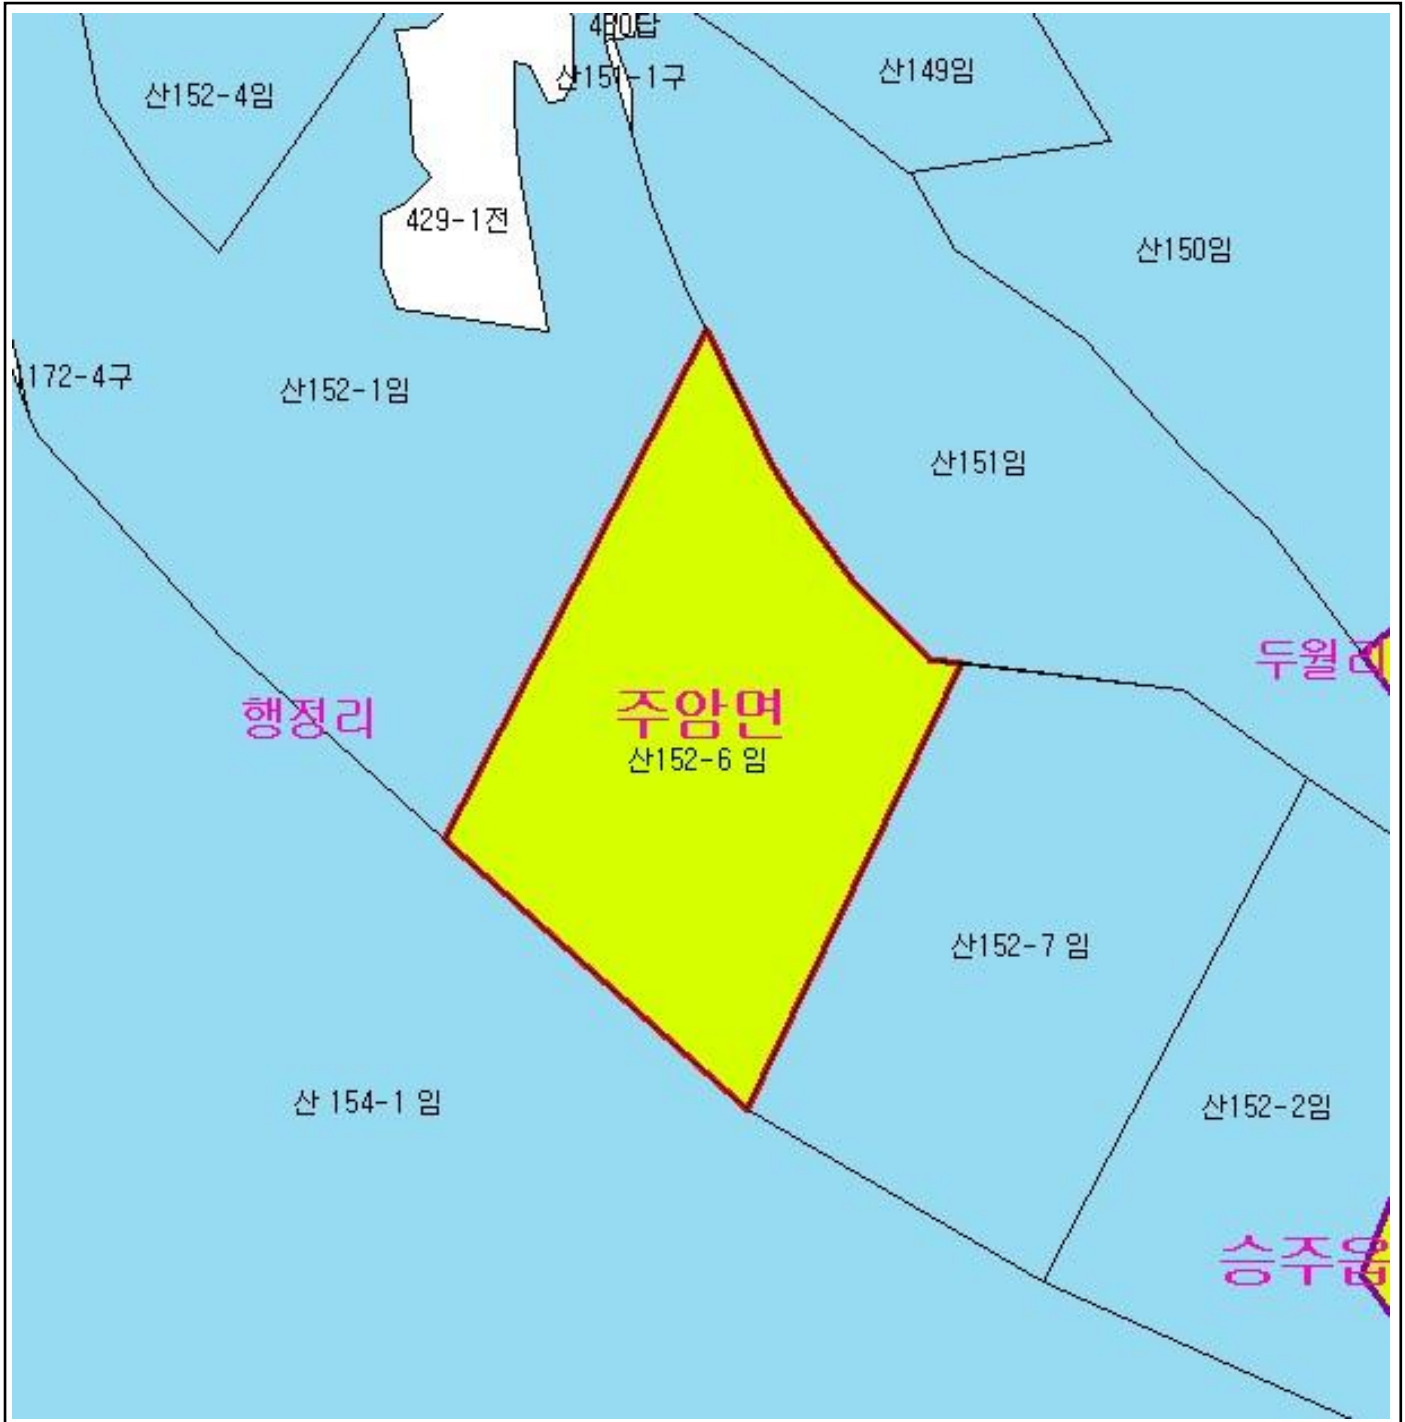 산152-4임
산151-1구
산149임
429-1전
산150임
172-4구
산152-1임
산151임
두월리
행정리
주암면
산152-6 임
산152-7 임
산 154-1 임
산152-2임
승주읍